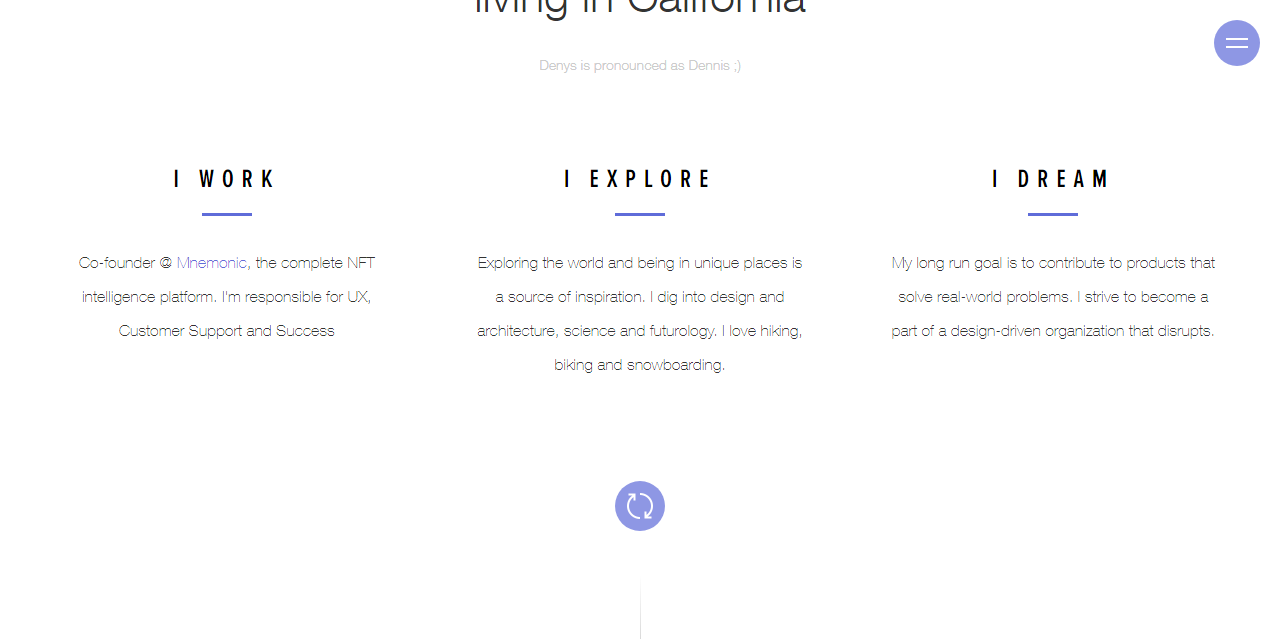 living in California
Denys is pronounced as Dennis ;)
I WORK
Co-founder @ Mnemonic, the complete NFT
intelligence platform. I'm responsible for UX,
Customer Support and Success
I EXPLORE
Exploring the world and being in unique places is
a source of inspiration. I dig into design and
architecture, science and futurology. I love hiking,
biking and snowboarding.
I DREAM
My long run goal is to contribute to products that
solve real-world problems. I strive to become a
part of a design-driven organization that disrupts.